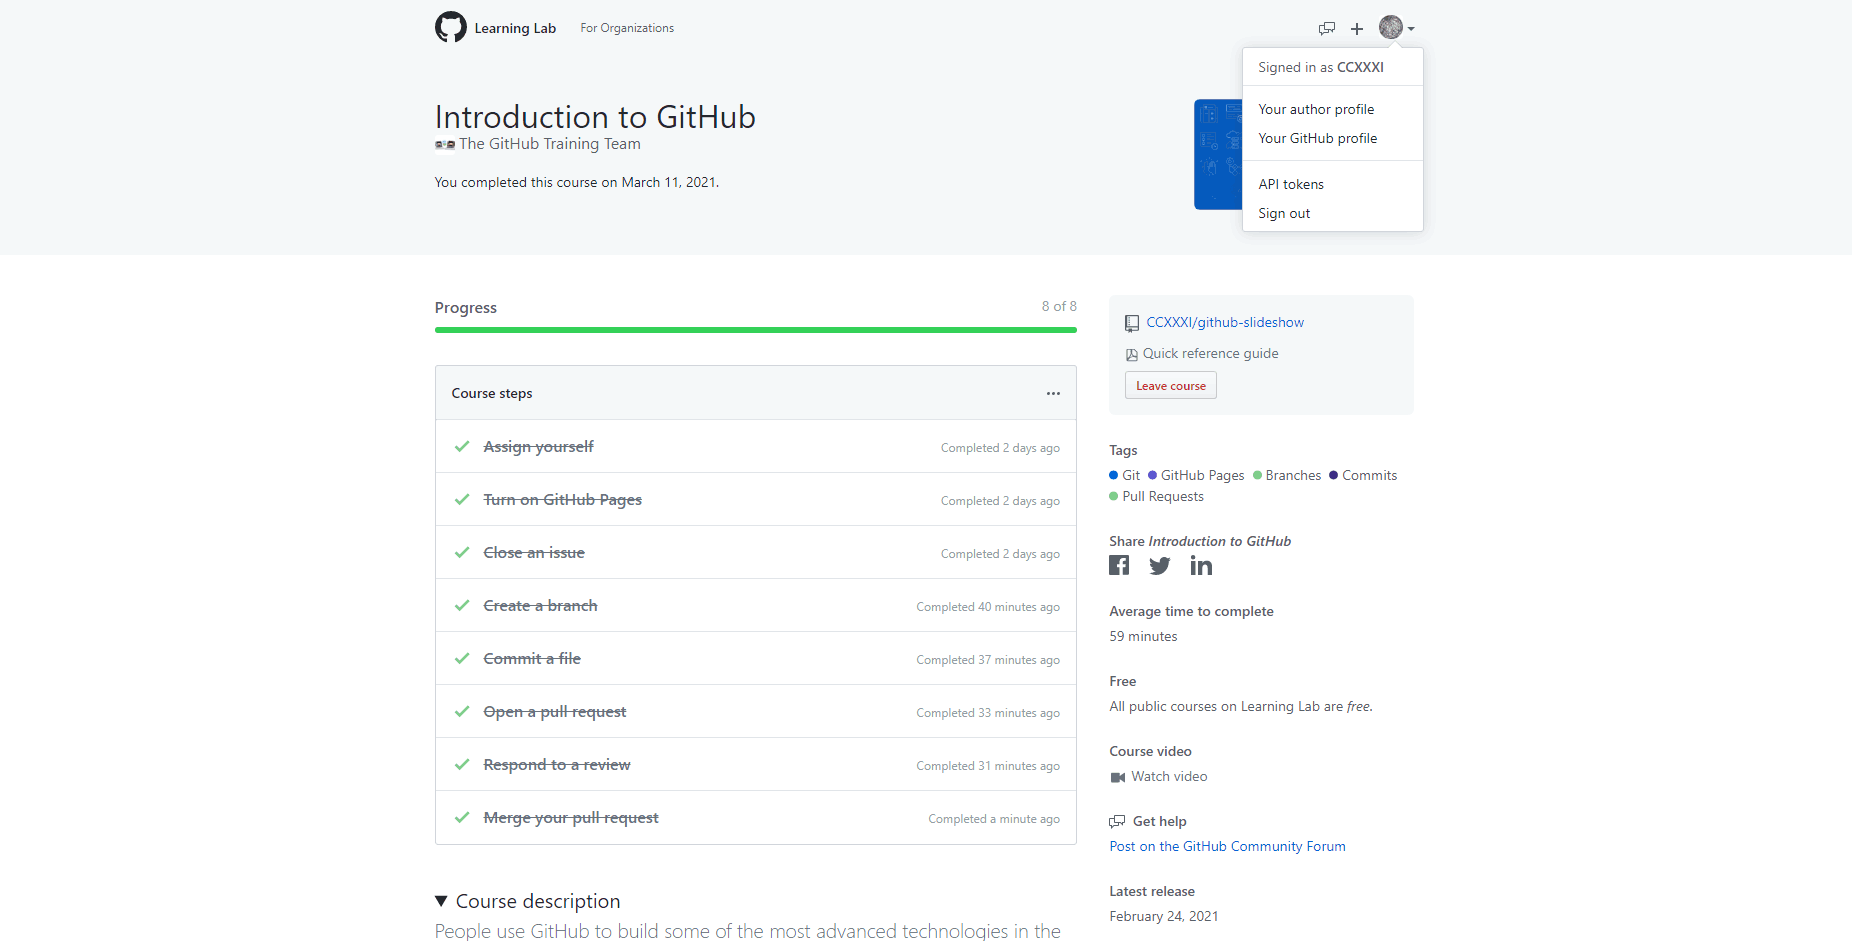 Learning Lab For Organizations
Signed in as CCXXXI
Your author profile
Your GitHub profile
API tokens
Sign out
Introduction to GitHub
The GitHub Training Team
You completed this course on March 11, 2021.
Progress 8 of 8
Course steps
Assign yourself Completed 2 days ago
Turn on GitHub Pages Completed 2 days ago
Close an issue Completed 2 days ago
Create a branch Completed 40 minutes ago
Commit a file Completed 37 minutes ago
Open a pull request Completed 33 minutes ago
Respond to a review Completed 31 minutes ago
Merge your pull request Completed a minute ago
Course description
People use GitHub to build some of the most advanced technologies in the
CCXXXI/github-slideshow
Quick reference guide
Leave course
Tags
Git GitHub Pages Branches Commits
Pull Requests
Share Introduction to GitHub
Average time to complete
59 minutes
Free
All public courses on Learning Lab are free.
Course video
Watch video
Get help
Post on the GitHub Community Forum
Latest release
February 24, 2021